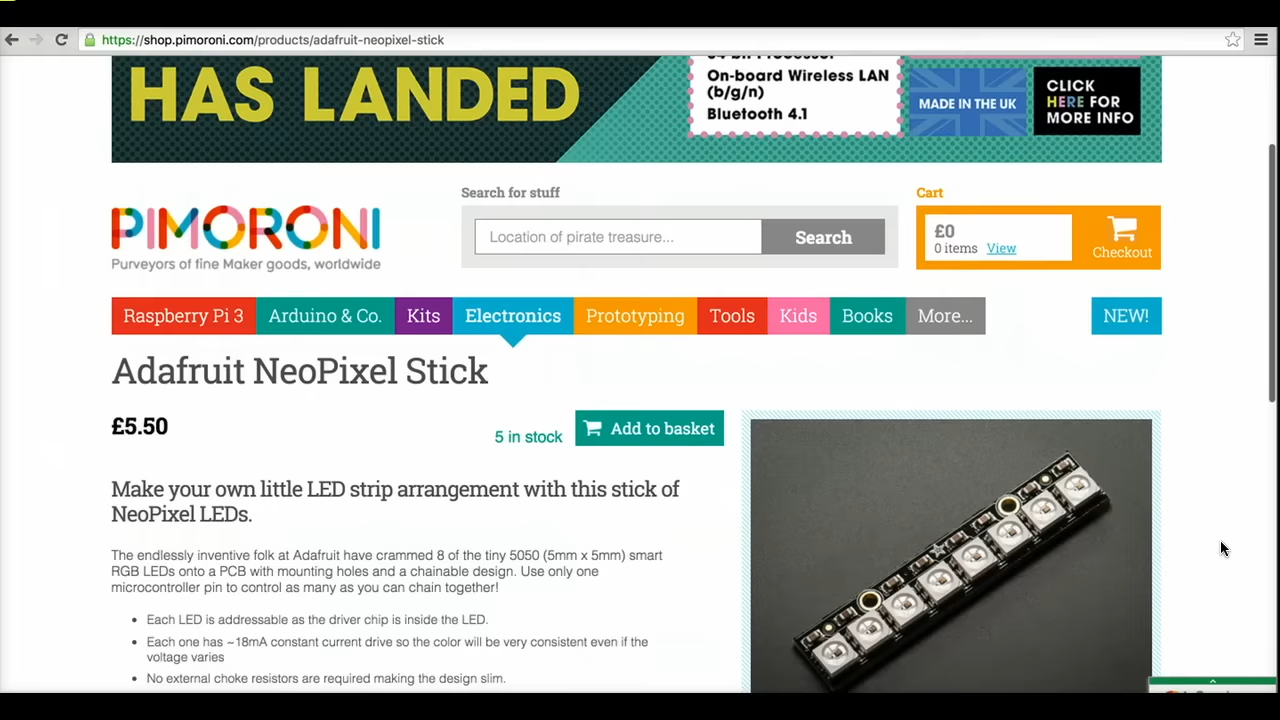 https://shop.pimoroni.com/products/adafruit-neopixel-stick
HAS LANDED
On-board Wireless LAN
(b/g/n)
Bluetooth 4.1
MADE IN THE UK
CLICK
HERE FOR
MORE INFO
PIMORONI
Purveyors of fine Maker goods, worldwide
Search for stuff
Location of pirate treasure...
Search
Cart
£0
0 items View
Checkout
Raspberry Pi 3
Arduino & Co.
Kits
Electronics
Prototyping
Tools
Kids
Books
More...
NEW!
Adafruit NeoPixel Stick
£5.50
5 in stock
Add to basket
Make your own little LED strip arrangement with this stick of
NeoPixel LEDs.
The endlessly inventive folk at Adafruit have crammed 8 of the tiny 5050 (5mm x 5mm) smart
RGB LEDs onto a PCB with mounting holes and a chainable design. Use only one
microcontroller pin to control as many as you can chain together!
• Each LED is addressable as the driver chip is inside the LED.
• Each one has ~18mA constant current drive so the color will be very consistent even if the
voltage varies
• No external choke resistors are required making the design slim.